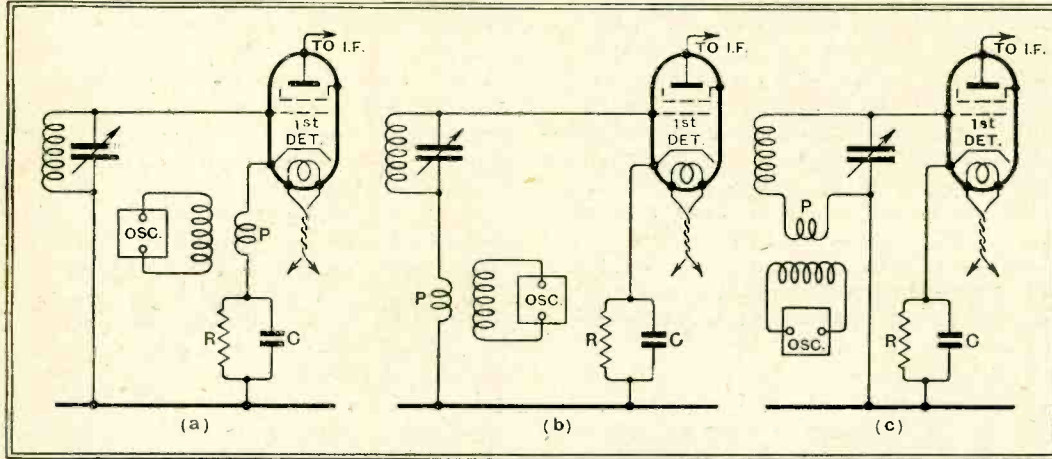 TO I.F.
1st
DET.
OSC.
P
R
C
(a)
TO I.F.
1st
DET.
P
OSC.
R
C
(b)
TO I.F.
1st
DET.
P
OSC.
R
C
(c)